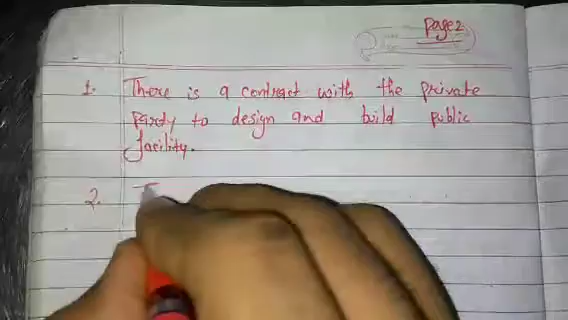 page 2
1. There is a contract with the private
party to design and build public
facility.
2.